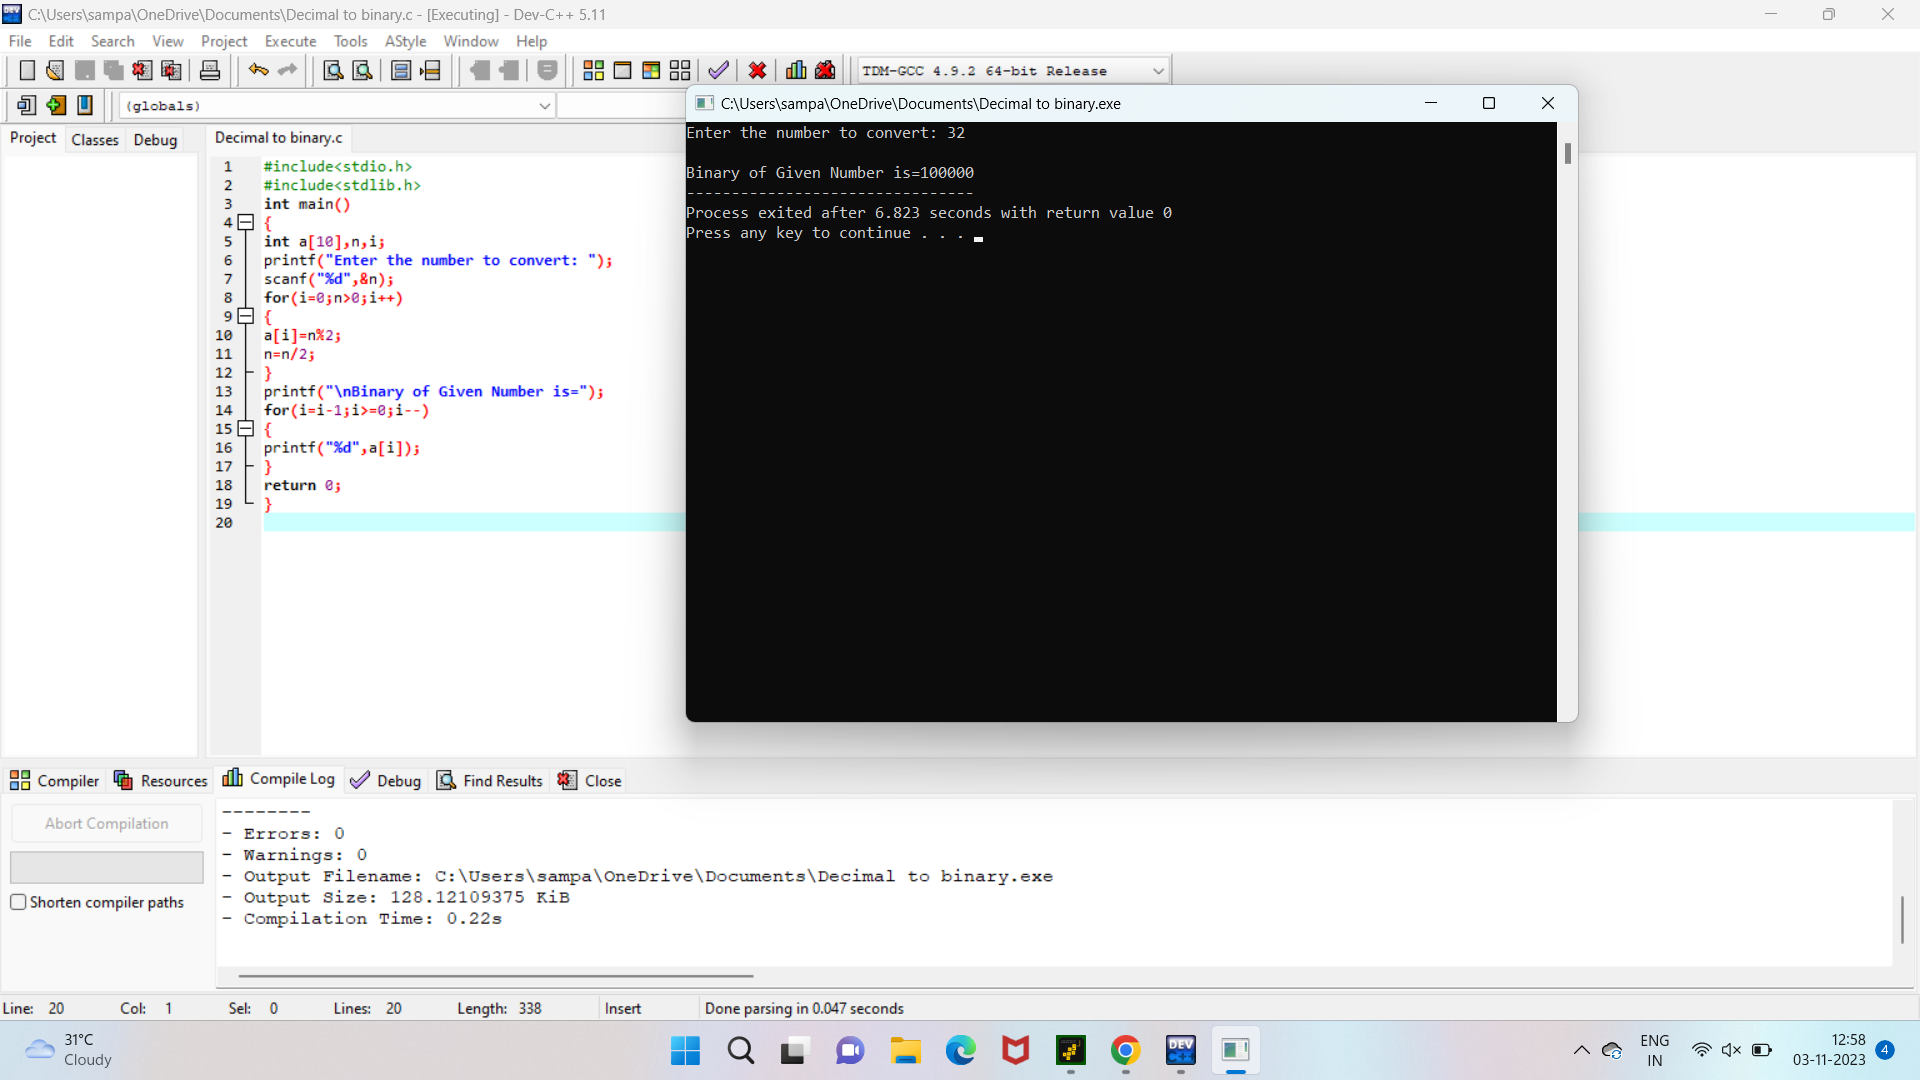 C:\Users\sampa\OneDrive\Documents\Decimal to binary.c - [Executing] - Dev-C++ 5.11
File Edit Search View Project Execute Tools AStyle Window Help
TDM-GCC 4.9.2 64-bit Release
(globals)
Project Classes Debug
Decimal to binary.c
1 #include<stdio.h>
2 #include<stdlib.h>
3 int main()
4 {
5 int a[10],n,i;
6 printf("Enter the number to convert: ");
7 scanf("%d",&n);
8 for(i=0;n>0;i++)
9 {
10 a[i]=n%2;
11 n=n/2;
12 }
13 printf("\nBinary of Given Number is=");
14 for(i=i-1;i>=0;i--)
15 {
16 printf("%d",a[i]);
17 }
18 return 0;
19 }
20
C:\Users\sampa\OneDrive\Documents\Decimal to binary.exe
Enter the number to convert: 32
Binary of Given Number is=100000
--------------------------------
Process exited after 6.823 seconds with return value 0
Press any key to continue . . .
Compiler Resources Compile Log Debug Find Results Close
Abort Compilation
Shorten compiler paths
--------
- Errors: 0
- Warnings: 0
- Output Filename: C:\Users\sampa\OneDrive\Documents\Decimal to binary.exe
- Output Size: 128.12109375 KiB
- Compilation Time: 0.22s
Line: 20 Col: 1 Sel: 0 Lines: 20 Length: 338 Insert Done parsing in 0.047 seconds
31°C
Cloudy
DEV
C++
ENG
IN
12:58
03-11-2023
4